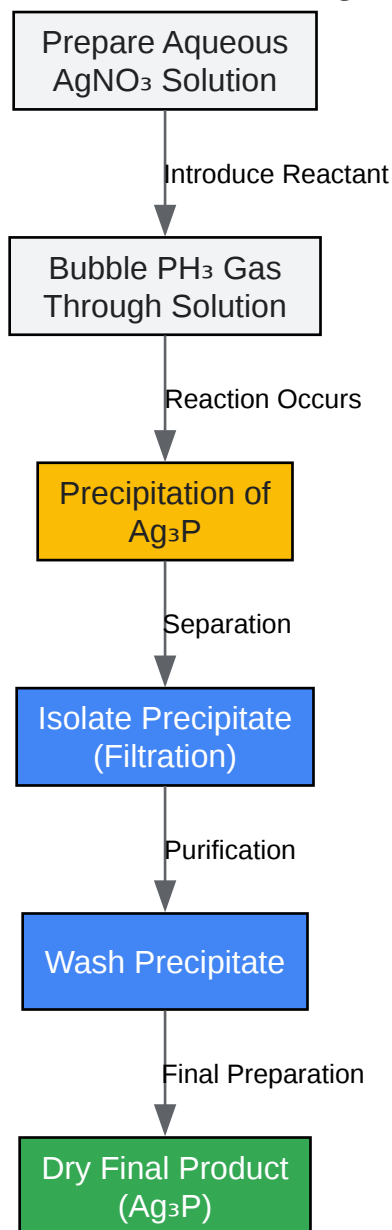 Prepare Aqueous
AgNO₃ Solution
Introduce Reactant
Bubble PH₃ Gas
Through Solution
Reaction Occurs
Precipitation of
Ag₃P
Separation
Isolate Precipitate
(Filtration)
Purification
Wash Precipitate
Final Preparation
Dry Final Product
(Ag₃P)